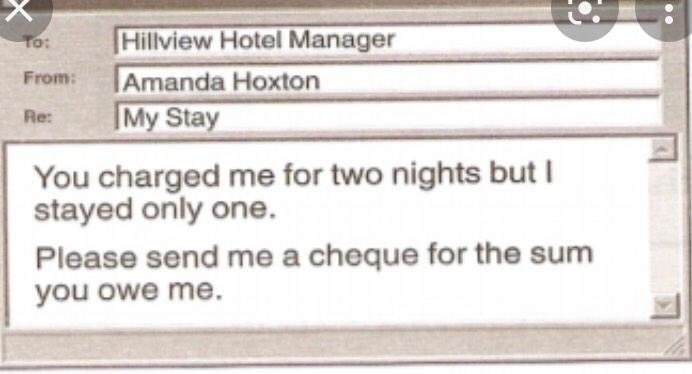 To: Hillview Hotel Manager
From: Amanda Hoxton
Re: My Stay
You charged me for two nights but I
stayed only one.
Please send me a cheque for the sum
you owe me.